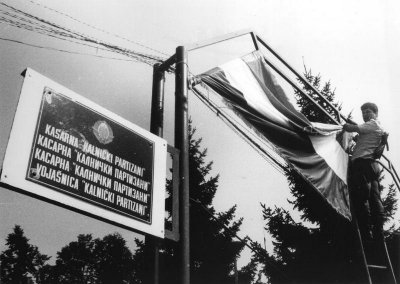 KASARNA "KALNIČKI PARTIZANI"
КАСАРНА "КАЛНИЧКИ ПАРТИЗАНИ"
КАСАРНА "КАЛНИЧКИ ПАРТИЗАНИ"
VOJAŠNICA "KALNIČKI PARTIZANI"